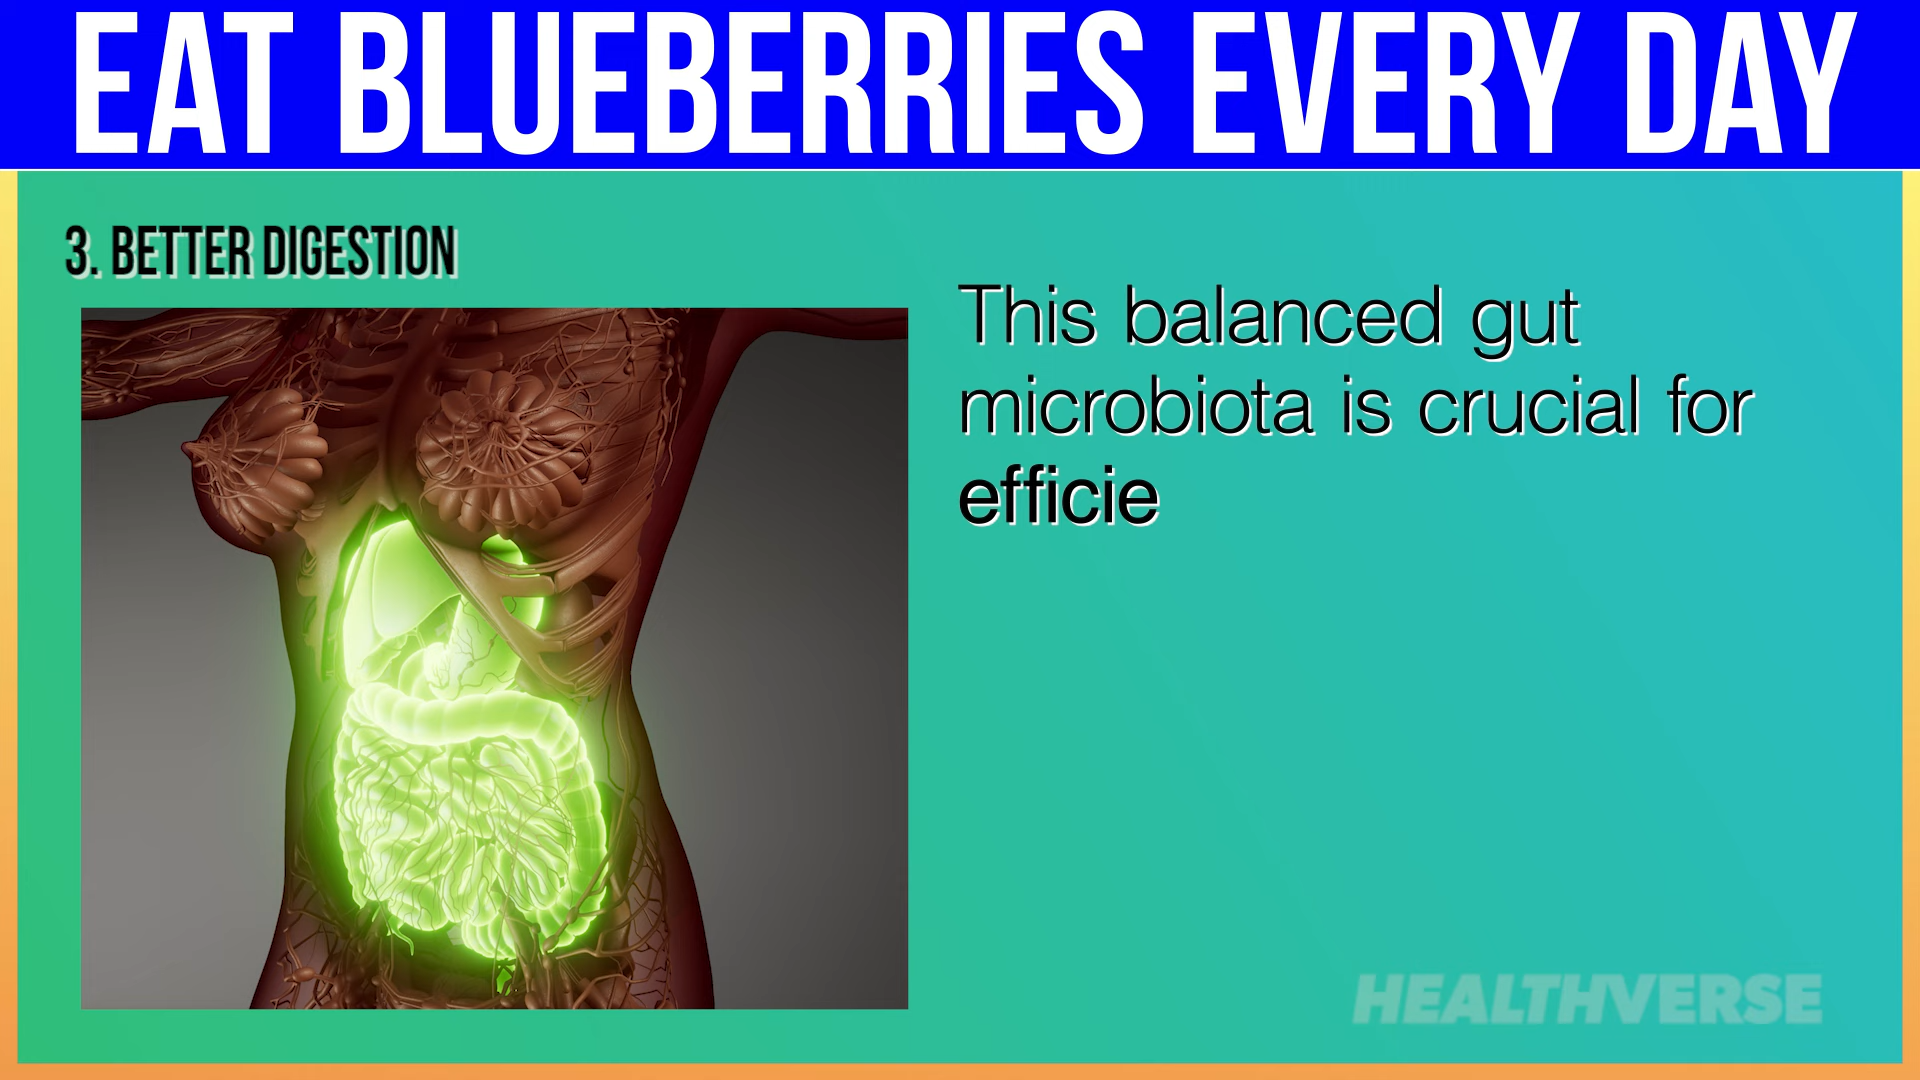 EAT BLUEBERRIES EVERY DAY
3. BETTER DIGESTION
This balanced gut
microbiota is crucial for
efficie
HEALTHVERSE